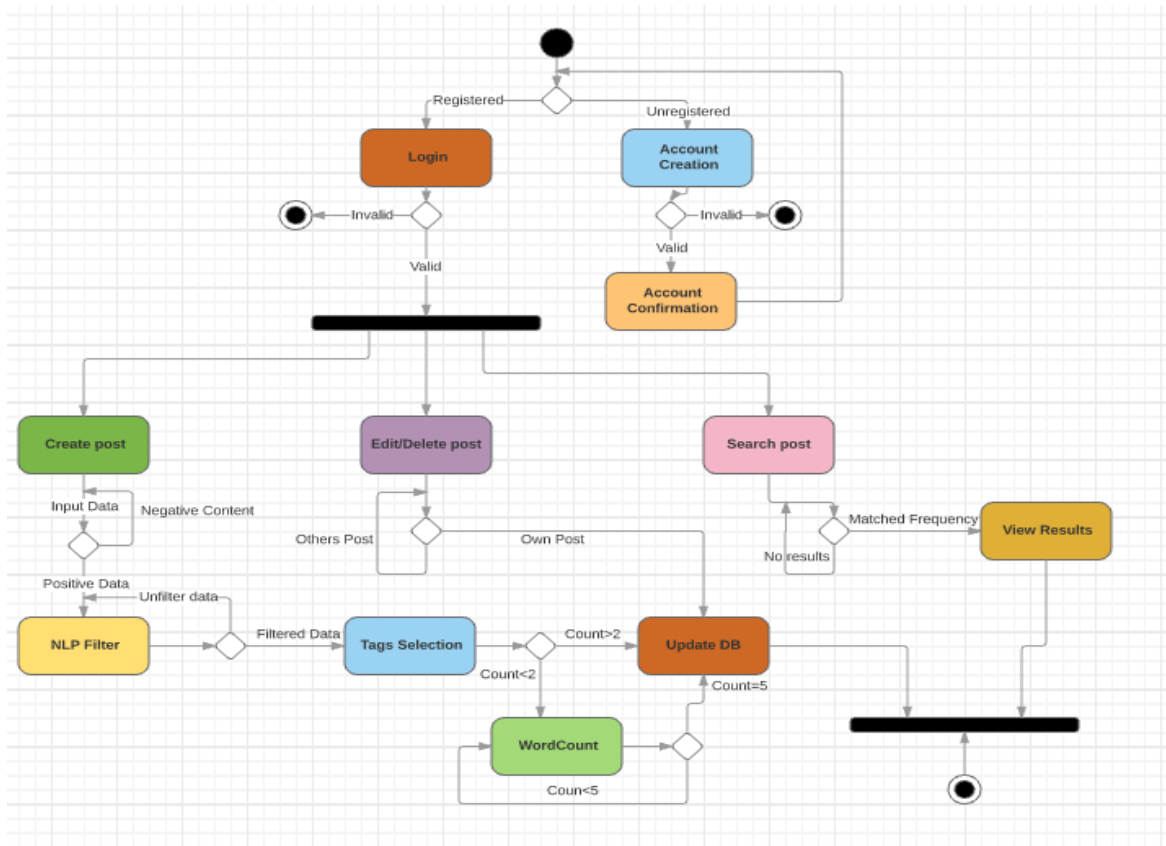 Registered
Unregistered
Login
Account
Creation
Invalid
Invalid
Valid
Valid
Account
Confirmation
Create post
Edit/Delete post
Search post
Input Data
Negative Content
Others Post
Own Post
Matched Frequency
View Results
No results
Positive Data
Unfilter data
NLP Filter
Filtered Data
Tags Selection
Count>2
Update DB
Count<2
Count=5
WordCount
Coun<5